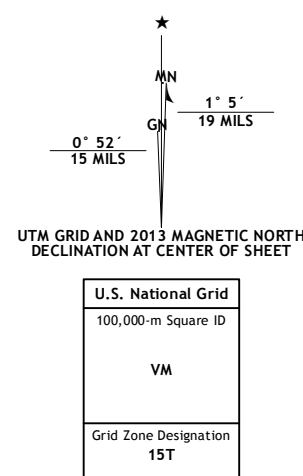 ★
MN
1° 5´
19 MILS
GN
0° 52´
15 MILS
UTM GRID AND 2013 MAGNETIC NORTH
DECLINATION AT CENTER OF SHEET
U.S. National Grid
100,000-m Square ID
VM
Grid Zone Designation
15T